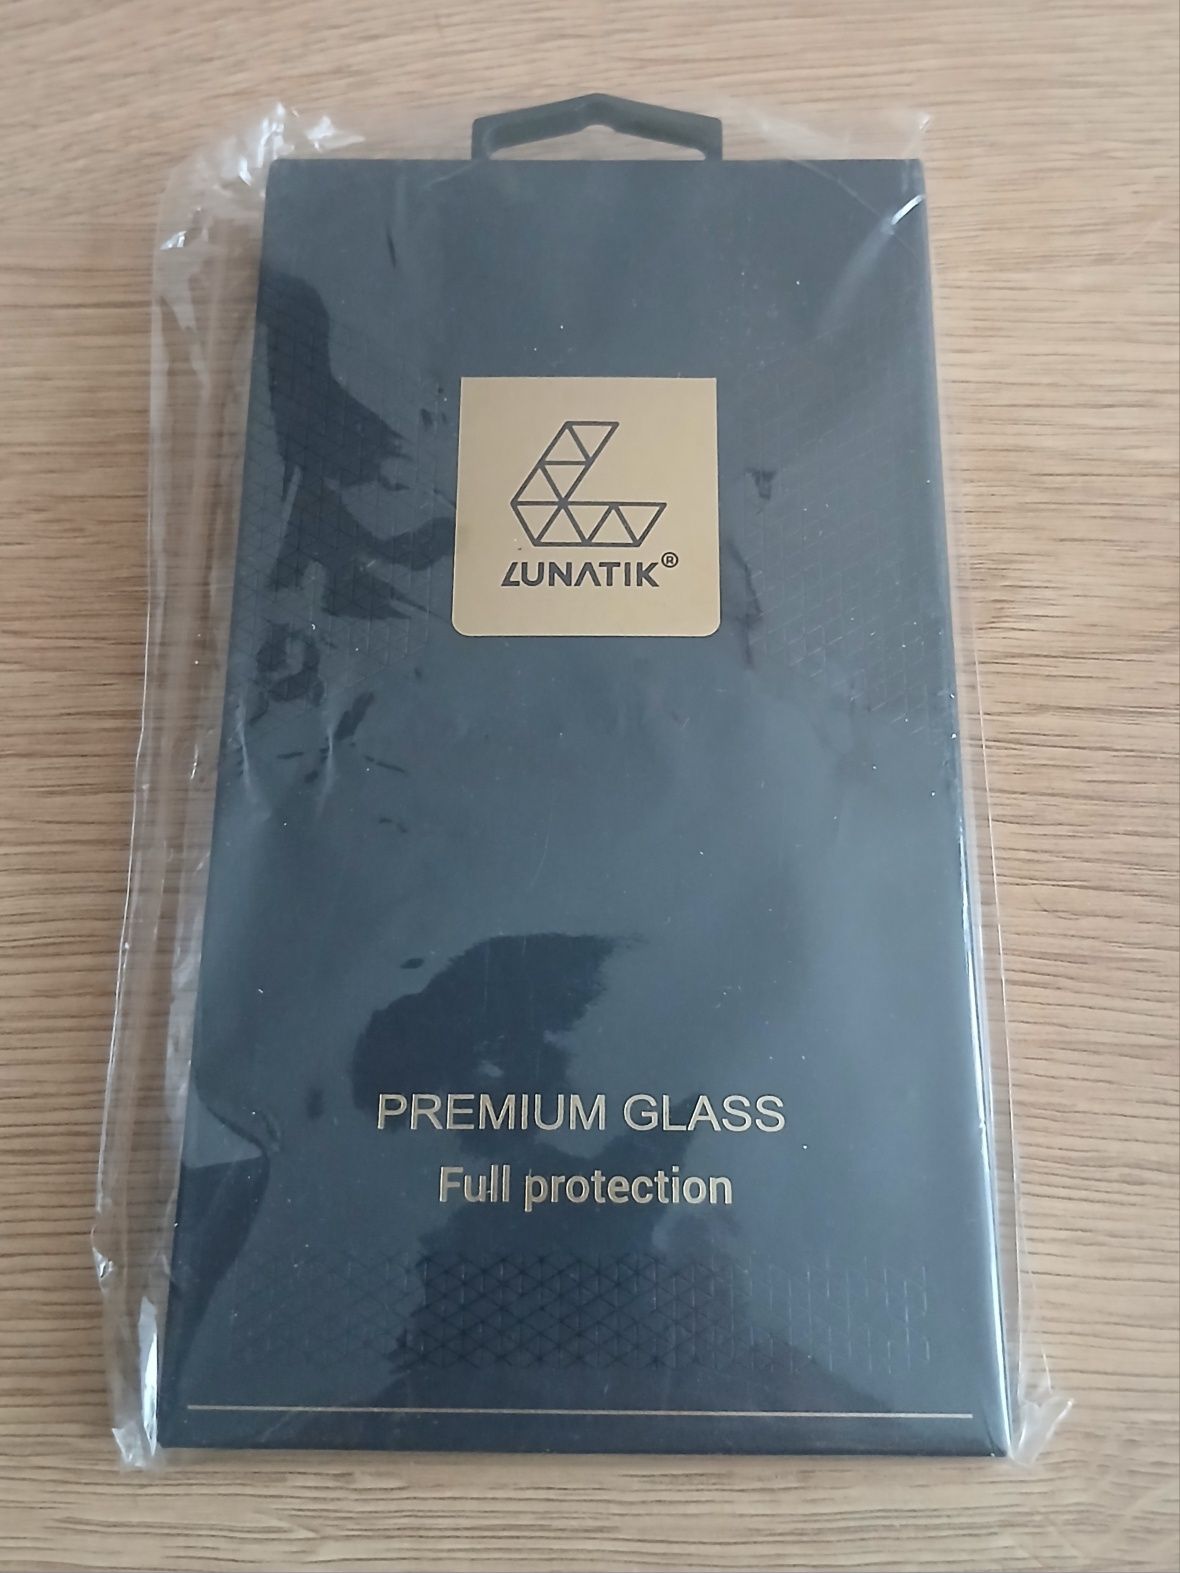 LUNATIK®
PREMIUM GLASS
Full protection